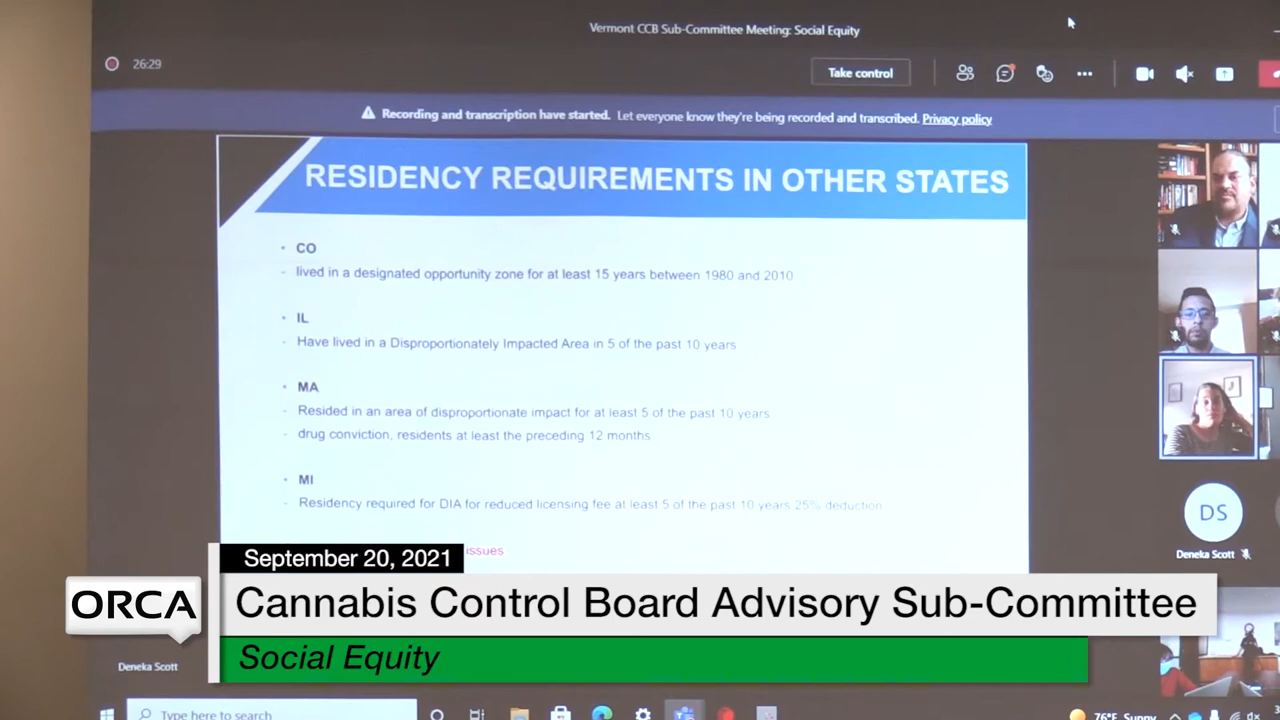 Vermont CCB Sub-Committee Meeting: Social Equity
26:29
Take control
Recording and transcription have started. Let everyone know they're being recorded and transcribed. Privacy policy
RESIDENCY REQUIREMENTS IN OTHER STATES
• CO
- lived in a designated opportunity zone for at least 15 years between 1980 and 2010
• IL
- Have lived in a Disproportionately Impacted Area in 5 of the past 10 years
• MA
- Resided in an area of disproportionate impact for at least 5 of the past 10 years
- drug conviction, residents at least the preceding 12 months
• MI
- Residency required for DIA for reduced licensing fee at least 5 of the past 10 years 25% deduction
issues
DS
Deneka Scott
September 20, 2021
ORCA
Cannabis Control Board Advisory Sub-Committee
Social Equity
Deneka Scott
Type here to search
76°F Sunny